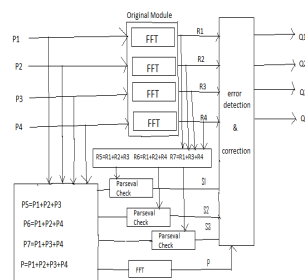 Original Module
P1
FFT
R1
Q1
P2
FFT
R2
Q2
P3
FFT
R3
Q
P4
FFT
R4
Q
error
detection
&
correction
R5=R1+R2+R3 R6=R1+R2+R4 R7=R1+R3+R4
P5=P1+P2+P3
P6=P1+P2+P4
P7=P1+P3+P4
P=P1+P2+P3+P4
Parseval
Check
S1
Parseval
Check
S2
Parseval
Check
S3
FFT
P